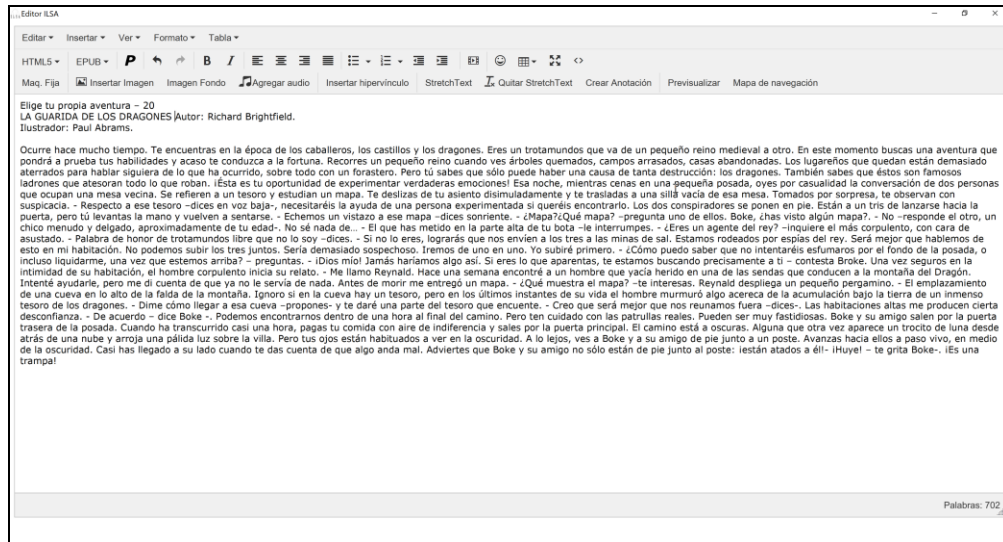 Editor ILSA
Editar Insertar Ver Formato Tabla
HTML5 EPUB P B I
Maq. Fija Insertar Imagen Imagen Fondo Agregar audio Insertar hipervínculo StretchText Quitar StretchText Crear Anotación Previsualizar Mapa de navegación
Elige tu propia aventura – 20
LA GUARIDA DE LOS DRAGONES Autor: Richard Brightfield.
Ilustrador: Paul Abrams.
Ocurre hace mucho tiempo. Te encuentras en la época de los caballeros, los castillos y los dragones. Eres un trotamundos que va de un pequeño reino medieval a otro. En este momento buscas una aventura que
pondrá a prueba tus habilidades y acaso te conduzca a la fortuna. Recorres un pequeño reino cuando ves árboles quemados, campos arrasados, casas abandonadas. Los lugareños que quedan están demasiado
aterrados para hablar siguiera de lo que ha ocurrido, sobre todo con un forastero. Pero tú sabes que sólo puede haber una causa de tanta destrucción: los dragones. También sabes que éstos son famosos
ladrones que atesoran todo lo que roban. ¡Ésta es tu oportunidad de experimentar verdaderas emociones! Esa noche, mientras cenas en una pequeña posada, oyes por casualidad la conversación de dos personas
que ocupan una mesa vecina. Se refieren a un tesoro y estudian un mapa. Te deslizas de tu asiento disimuladamente y te trasladas a una silla vacía de esa mesa. Tomados por sorpresa, te observan con
suspicacia. - Respecto a ese tesoro –dices en voz baja-, necesitaréis la ayuda de una persona experimentada si queréis encontrarlo. Los dos conspiradores se ponen en pie. Están a un tris de lanzarse hacia la
puerta, pero tú levantas la mano y vuelven a sentarse. - Echemos un vistazo a ese mapa –dices sonriente. - ¿Mapa?¿Qué mapa? –pregunta uno de ellos. Boke, ¿has visto algún mapa?. - No –responde el otro, un
chico menudo y delgado, aproximadamente de tu edad-. No sé nada de... - El que has metido en la parte alta de tu bota –le interrumpes. - ¿Eres un agente del rey? –inquiere el más corpulento, con cara de
asustado. - Palabra de honor de trotamundos libre que no lo soy –dices. - Si no lo eres, lograrás que nos envíen a los tres a las minas de sal. Estamos rodeados por espías del rey. Será mejor que hablemos de
esto en mi habitación. No podemos subir los tres juntos. Sería demasiado sospechoso. Iremos de uno en uno. Yo subiré primero. - ¿Cómo puedo saber que no intentaréis esfumaros por el fondo de la posada, o
incluso liquidarme, una vez que estemos arriba? – preguntas. - ¡Dios mío! Jamás haríamos algo así. Si eres lo que aparentas, te estamos buscando precisamente a ti – contesta Broke. Una vez seguros en la
intimidad de su habitación, el hombre corpulento inicia su relato. - Me llamo Reynald. Hace una semana encontré a un hombre que yacía herido en una de las sendas que conducen a la montaña del Dragón.
Intenté ayudarle, pero me di cuenta de que ya no le servía de nada. Antes de morir me entregó un mapa. - ¿Qué muestra el mapa? –te interesas. Reynald despliega un pequeño pergamino. - El emplazamiento
de una cueva en lo alto de la falda de la montaña. Ignoro si en la cueva hay un tesoro, pero en los últimos instantes de su vida el hombre murmuró algo acereca de la acumulación bajo la tierra de un inmenso
tesoro de los dragones. - Dime cómo llegar a esa cueva –propones- y te daré una parte del tesoro que encuente. - Creo que será mejor que nos reunamos fuera –dices-. Las habitaciones altas me producen cierta
desconfianza. - De acuerdo – dice Boke -. Podemos encontrarnos dentro de una hora al final del camino. Pero ten cuidado con las patrullas reales. Pueden ser muy fastidiosas. Boke y su amigo salen por la puerta
trasera de la posada. Cuando ha transcurrido casi una hora, pagas tu comida con aire de indiferencia y sales por la puerta principal. El camino está a oscuras. Alguna que otra vez aparece un trocito de luna desde
atrás de una nube y arroja una pálida luz sobre la villa. Pero tus ojos están habituados a ver en la oscuridad. A lo lejos, ves a Boke y a su amigo de pie junto a un poste. Avanzas hacia ellos a paso vivo, en medio
de la oscuridad. Casi has llegado a su lado cuando te das cuenta de que algo anda mal. Adviertes que Boke y su amigo no sólo están de pie junto al poste: ¡están atados a él!- ¡Huye! – te grita Boke-. ¡Es una
trampa!
Palabras: 702